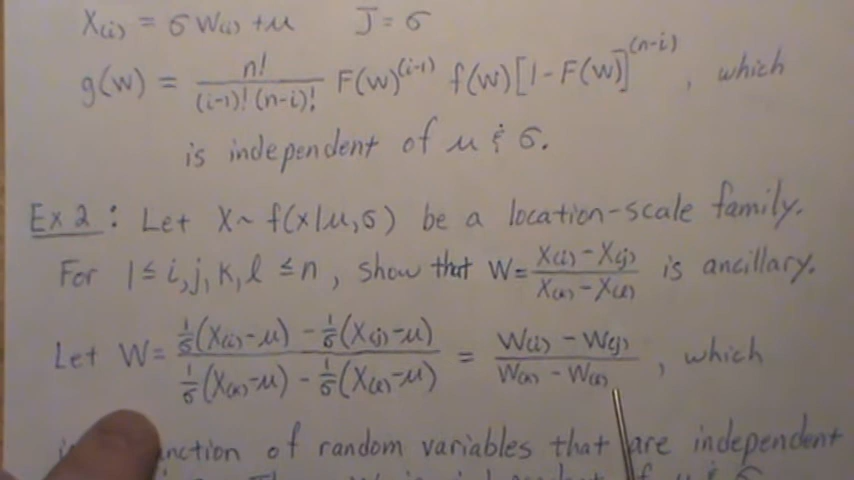 X(i) = σ W(i) + μ J = σ
g(w) = n! / (i-1)! (n-i)! F(w)^(i-1) f(w) [1 - F(w)]^(n-i) , which
is independent of μ & σ.
Ex 2 : Let X ~ f(x|μ, σ) be a location-scale family.
For 1 ≤ i, j, k, l ≤ n , show that W = X(i) - X(j) / X(k) - X(l) is ancillary.
Let W = 1/σ (X(i) - μ) - 1/σ (X(j) - μ) / 1/σ (X(k) - μ) - 1/σ (X(l) - μ) = W(i) - W(j) / W(k) - W(l) , which
of random variables that are independent
μ & σ